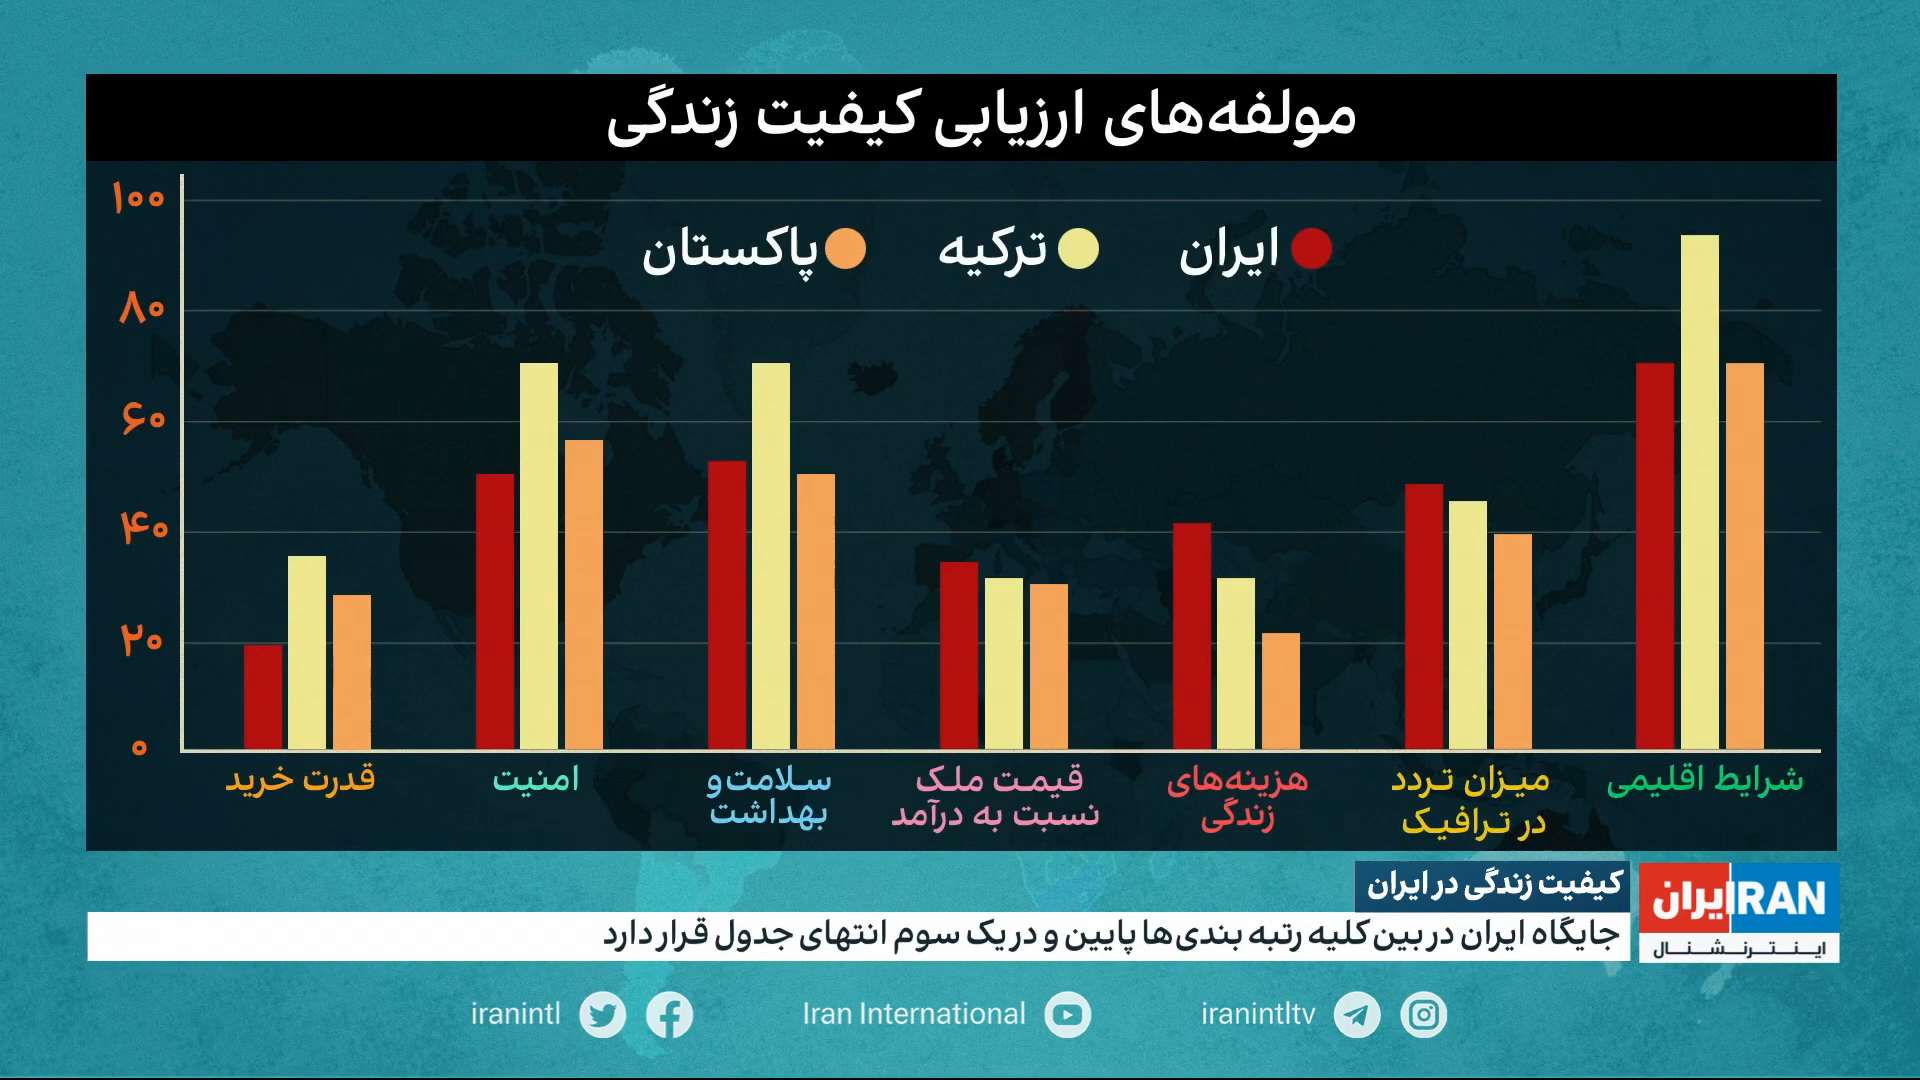 مولفه‌های ارزیابی کیفیت زندگی
ایران
ترکیه
پاکستان
۱۰۰
۸۰
۶۰
۴۰
۲۰
۰
شرایط اقلیمی
میزان تردد
در ترافیک
هزینه‌های
زندگی
قیمت ملک
نسبت به درآمد
سلامت و
بهداشت
امنیت
قدرت خرید
کیفیت زندگی در ایران
جایگاه ایران در بین کلیه رتبه بندی‌ها پایین و در یک سوم انتهای جدول قرار دارد
ایران IRAN
اینترنشنال
iranintl
Iran International
iranintltv